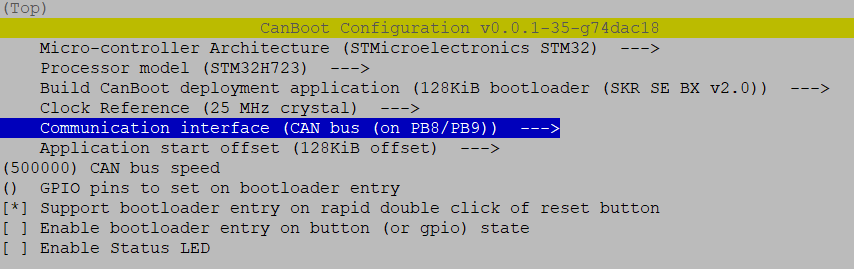 (Top)
CanBoot Configuration v0.0.1-35-g74dac18
Micro-controller Architecture (STMicroelectronics STM32) --->
Processor model (STM32H723) --->
Build CanBoot deployment application (128KiB bootloader (SKR SE BX v2.0)) --->
Clock Reference (25 MHz crystal) --->
Communication interface (CAN bus (on PB8/PB9)) --->
Application start offset (128KiB offset) --->
(500000) CAN bus speed
() GPIO pins to set on bootloader entry
[*] Support bootloader entry on rapid double click of reset button
[ ] Enable bootloader entry on button (or gpio) state
[ ] Enable Status LED